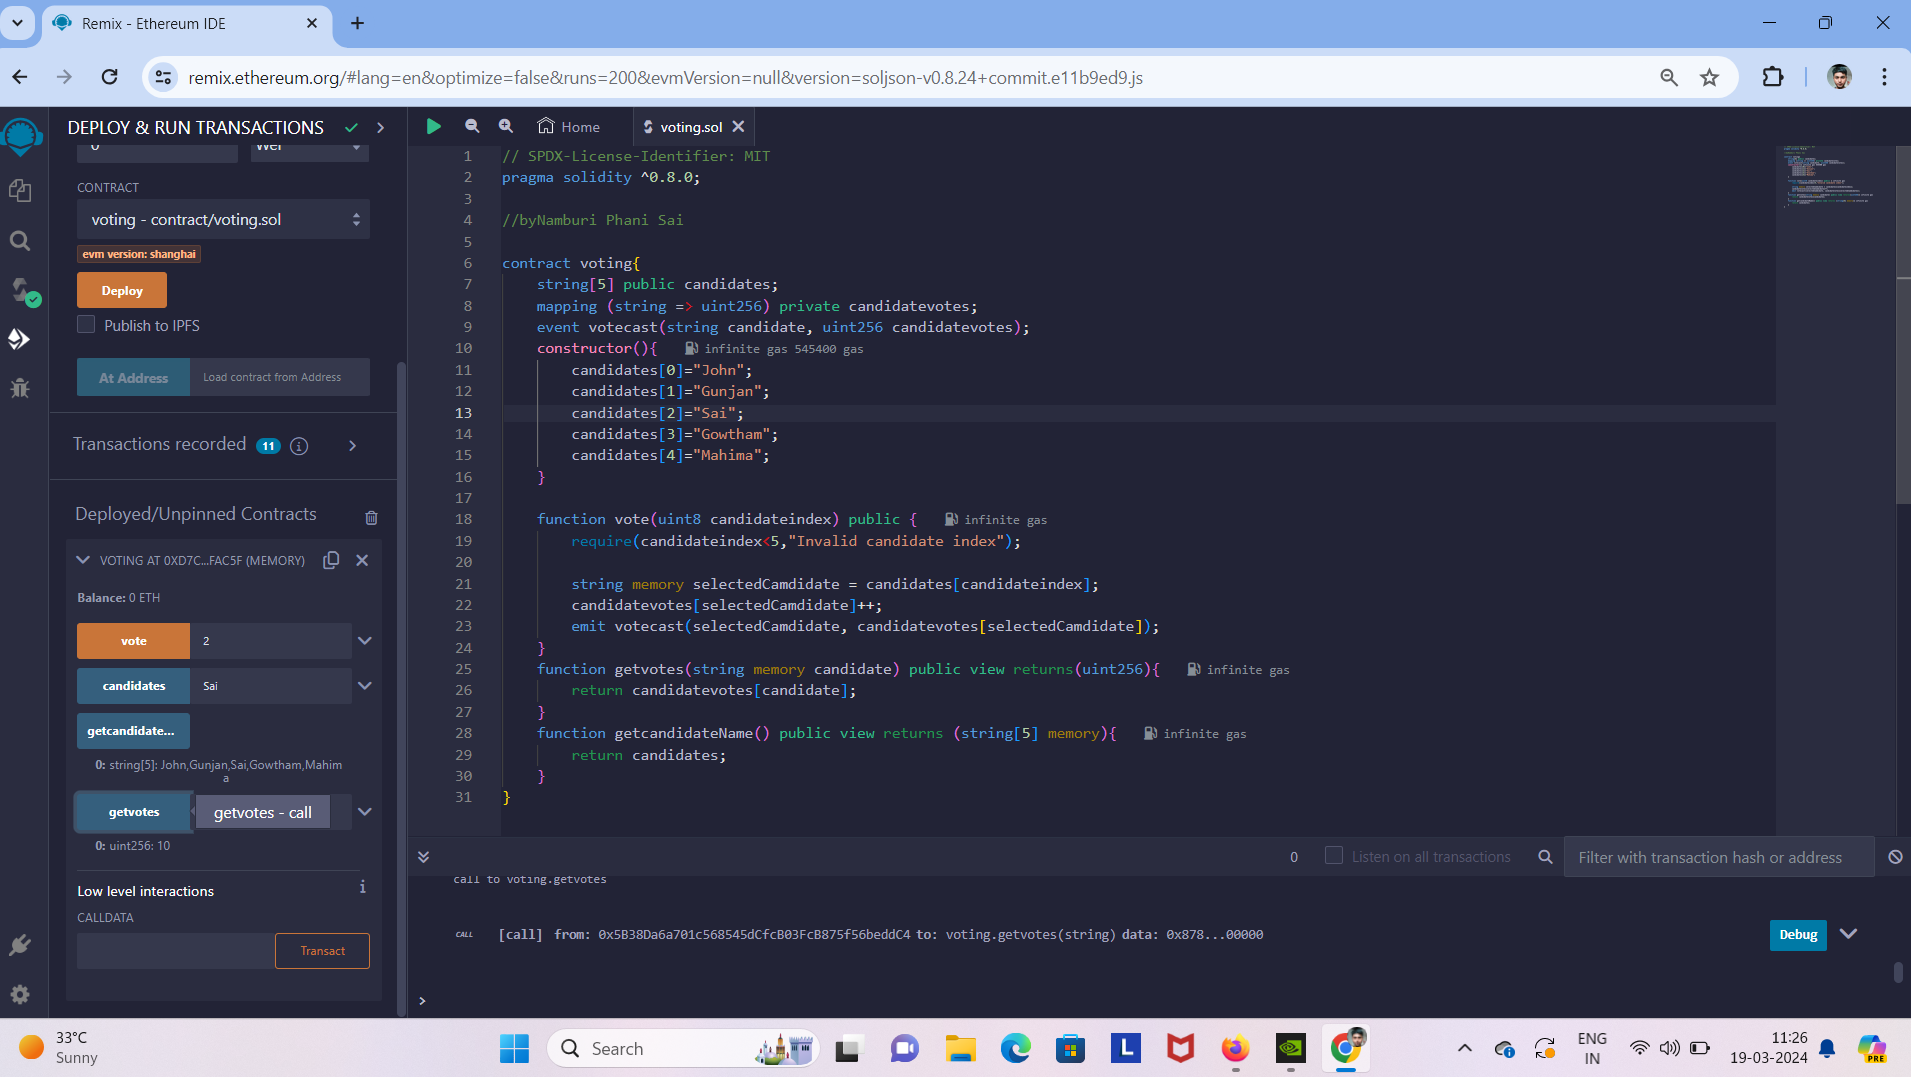 Remix - Ethereum IDE
remix.ethereum.org/#lang=en&optimize=false&runs=200&evmVersion=null&version=soljson-v0.8.24+commit.e11b9ed9.js
DEPLOY & RUN TRANSACTIONS
0 Wei
CONTRACT
voting - contract/voting.sol
evm version: shanghai
Deploy
Publish to IPFS
At Address Load contract from Address
Transactions recorded 11 i
Deployed/Unpinned Contracts
VOTING AT 0XD7C...FAC5F (MEMORY)
Balance: 0 ETH
vote 2
candidates Sai
getcandidate...
0: string[5]: John,Gunjan,Sai,Gowtham,Mahim
a
getvotes getvotes - call
0: uint256: 10
Low level interactions i
CALLDATA
Transact
Home voting.sol
1 // SPDX-License-Identifier: MIT
2 pragma solidity ^0.8.0;
3
4 //byNamburi Phani Sai
5
6 contract voting{
7 string[5] public candidates;
8 mapping (string => uint256) private candidatevotes;
9 event votecast(string candidate, uint256 candidatevotes);
10 constructor(){ infinite gas 545400 gas
11 candidates[0]="John";
12 candidates[1]="Gunjan";
13 candidates[2]="Sai";
14 candidates[3]="Gowtham";
15 candidates[4]="Mahima";
16 }
17
18 function vote(uint8 candidateindex) public { infinite gas
19 require(candidateindex<5,"Invalid candidate index");
20
21 string memory selectedCamdidate = candidates[candidateindex];
22 candidatevotes[selectedCamdidate]++;
23 emit votecast(selectedCamdidate, candidatevotes[selectedCamdidate]);
24 }
25 function getvotes(string memory candidate) public view returns(uint256){ infinite gas
26 return candidatevotes[candidate];
27 }
28 function getcandidateName() public view returns (string[5] memory){ infinite gas
29 return candidates;
30 }
31 }
0 Listen on all transactions Filter with transaction hash or address
call to voting.getvotes
CALL [call] from: 0x5B38Da6a701c568545dCfcB03FcB875f56beddC4 to: voting.getvotes(string) data: 0x878...00000 Debug
>
33°C
Sunny
Search
L
PRE
ENG
IN
11:26
19-03-2024